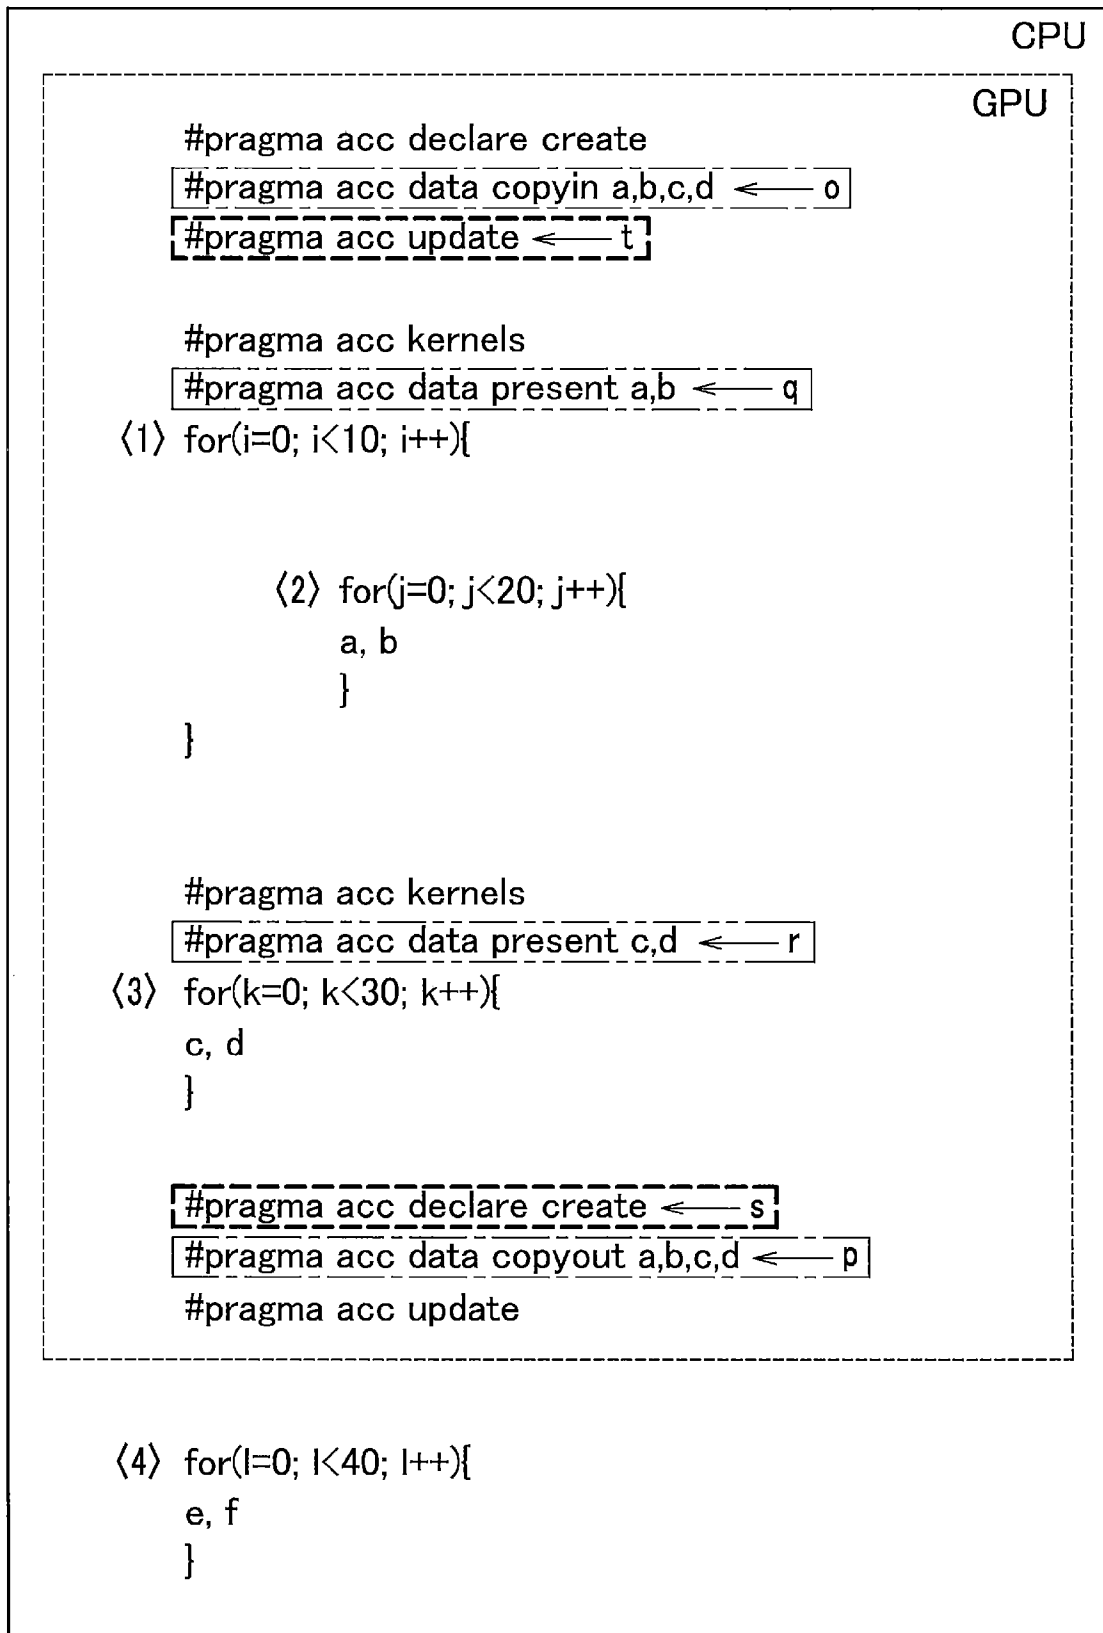 CPU
GPU
#pragma acc declare create
#pragma acc data copyin a,b,c,d ← o
#pragma acc update ← t
#pragma acc kernels
#pragma acc data present a,b ← q
⟨1⟩ for(i=0; i<10; i++){
⟨2⟩ for(j=0; j<20; j++){
a, b
}
}
#pragma acc kernels
#pragma acc data present c,d ← r
⟨3⟩ for(k=0; k<30; k++){
c, d
}
#pragma acc declare create ← s
#pragma acc data copyout a,b,c,d ← p
#pragma acc update
⟨4⟩ for(l=0; l<40; l++){
e, f
}